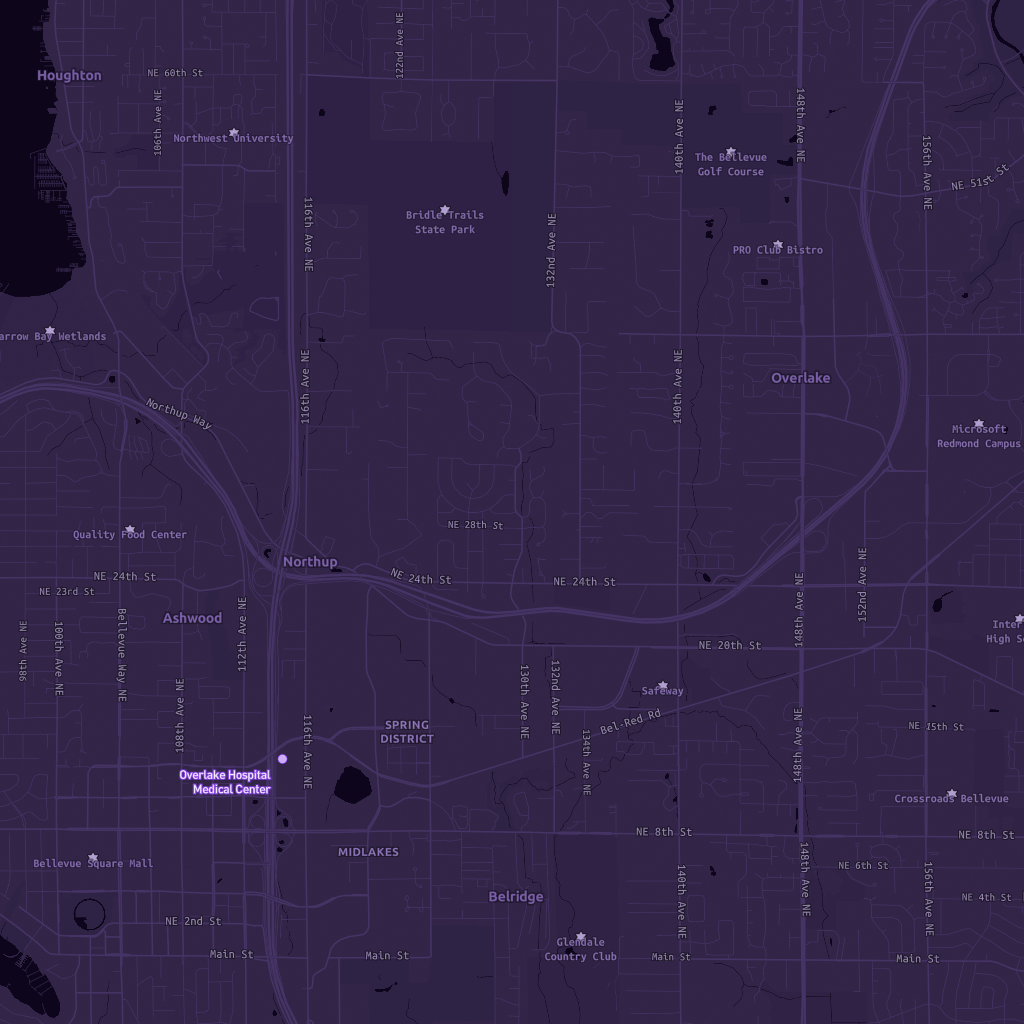 122nd Ave NE
Houghton
NE 60th St
106th Ave NE
Northwest University
140th Ave NE
148th Ave NE
156th Ave NE
The Bellevue
Golf Course
NE 51st St
116th Ave NE
Bridle Trails
State Park
132nd Ave NE
PRO Club Bistro
arrow Bay Wetlands
116th Ave NE
140th Ave NE
Overlake
Northup Way
Microsoft
Redmond Campus
Quality Food Center
NE 28th St
Northup
NE 24th St
NE 24th St
NE 24th St
NE 23rd St
152nd Ave NE
148th Ave NE
Ashwood
98th Ave NE
100th Ave NE
Bellevue Way NE
112th Ave NE
Inter
High S
NE 20th St
108th Ave NE
130th Ave NE
132nd Ave NE
Safeway
SPRING
DISTRICT
Bel-Red Rd
116th Ave NE
134th Ave NE
148th Ave NE
NE 15th St
Overlake Hospital
Medical Center
Crossroads Bellevue
NE 8th St
NE 8th St
MIDLAKES
Bellevue Square Mall
148th Ave NE
NE 6th St
140th Ave NE
156th Ave NE
Belridge
NE 4th St
NE 2nd St
Glendale
Country Club
Main St
Main St
Main St
Main St